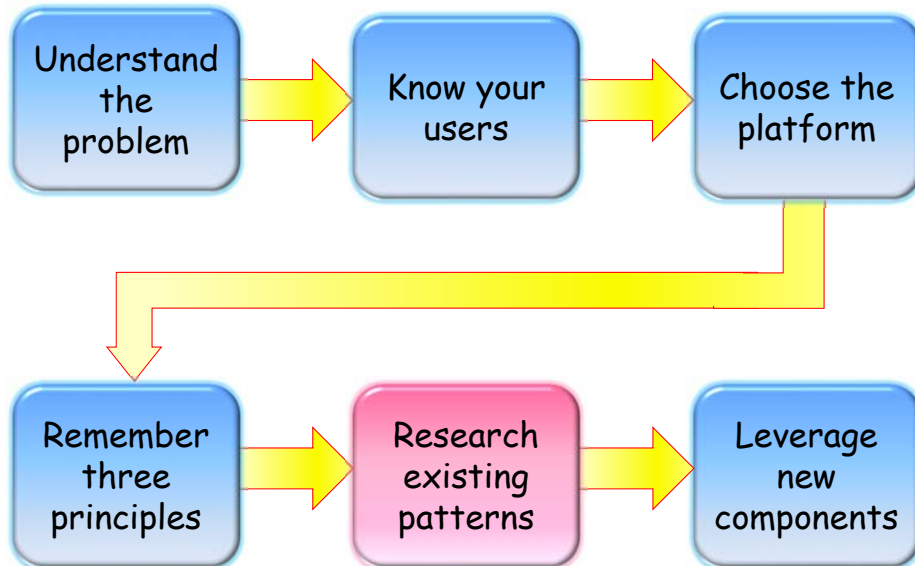 Understand
the
problem
Know your
users
Choose the
platform
Remember
three
principles
Research
existing
patterns
Leverage
new
components